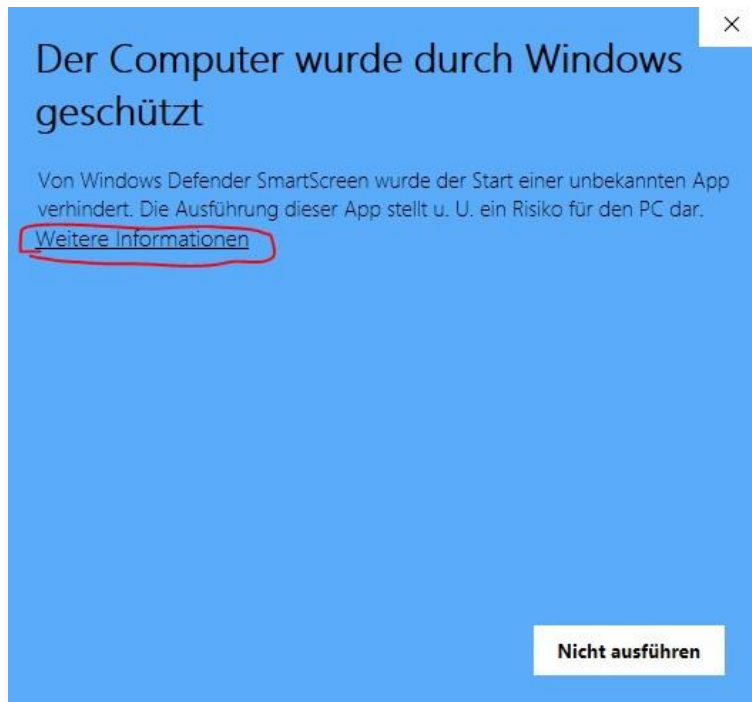 Der Computer wurde durch Windows
geschützt
Von Windows Defender SmartScreen wurde der Start einer unbekannten App
verhindert. Die Ausführung dieser App stellt u. U. ein Risiko für den PC dar.
Weitere Informationen
Nicht ausführen